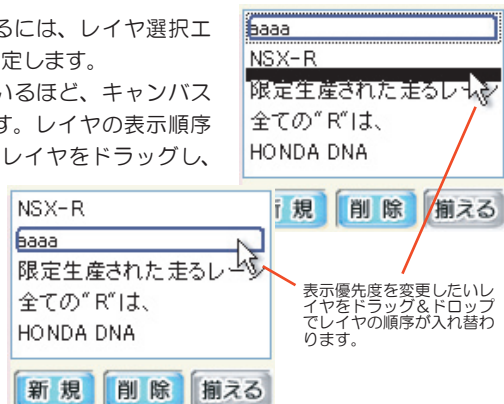 るには、レイヤ選択エ
定します。
いるほど、キャンバス
す。レイヤの表示順序
レイヤをドラッグし、
aaaa
NSX-R
限定生産された走るレーシ
全ての“R”は、
HONDA DNA
規 削除 揃える
NSX-R
aaaa
限定生産された走るレーシ
全ての“R”は、
HONDA DNA
新規 削除 揃える
表示優先度を変更したいレ
イヤをドラッグ&ドロップ
でレイヤの順序が入れ替わ
ります。